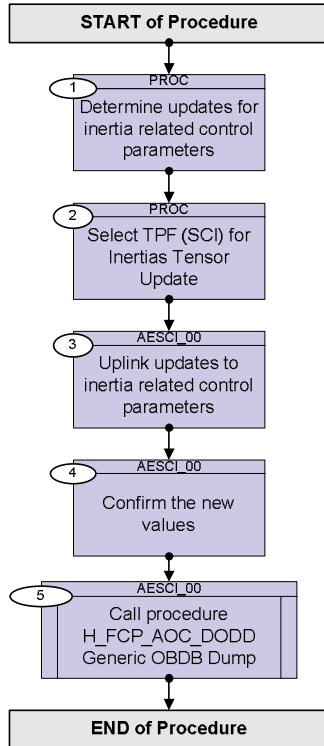 START of Procedure
PROC
1
Determine updates for
inertia related control
parameters
PROC
2
Select TPF (SCI) for
Inertias Tensor
Update
AESCI_00
3
Uplink updates to
inertia related control
parameters
AESCI_00
4
Confirm the new
values
AESCI_00
5
Call procedure
H_FCP_AOC_DODD
Generic OBDB Dump
END of Procedure